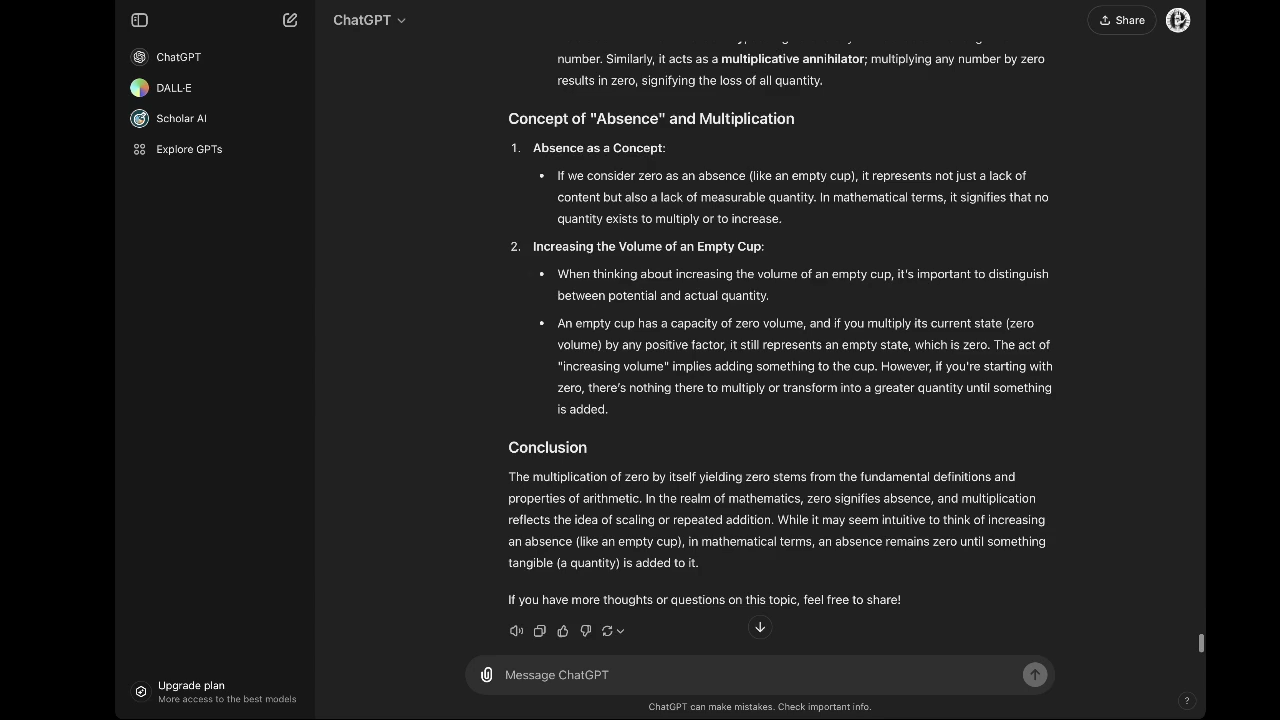 ChatGPT
Share
ChatGPT
DALL·E
Scholar AI
Explore GPTs
number. Similarly, it acts as a multiplicative annihilator; multiplying any number by zero
results in zero, signifying the loss of all quantity.
Concept of "Absence" and Multiplication
1. Absence as a Concept:
• If we consider zero as an absence (like an empty cup), it represents not just a lack of
content but also a lack of measurable quantity. In mathematical terms, it signifies that no
quantity exists to multiply or to increase.
2. Increasing the Volume of an Empty Cup:
• When thinking about increasing the volume of an empty cup, it's important to distinguish
between potential and actual quantity.
• An empty cup has a capacity of zero volume, and if you multiply its current state (zero
volume) by any positive factor, it still represents an empty state, which is zero. The act of
"increasing volume" implies adding something to the cup. However, if you're starting with
zero, there's nothing there to multiply or transform into a greater quantity until something
is added.
Conclusion
The multiplication of zero by itself yielding zero stems from the fundamental definitions and
properties of arithmetic. In the realm of mathematics, zero signifies absence, and multiplication
reflects the idea of scaling or repeated addition. While it may seem intuitive to think of increasing
an absence (like an empty cup), in mathematical terms, an absence remains zero until something
tangible (a quantity) is added to it.
If you have more thoughts or questions on this topic, feel free to share!
Message ChatGPT
Upgrade plan
More access to the best models
ChatGPT can make mistakes. Check important info.
?